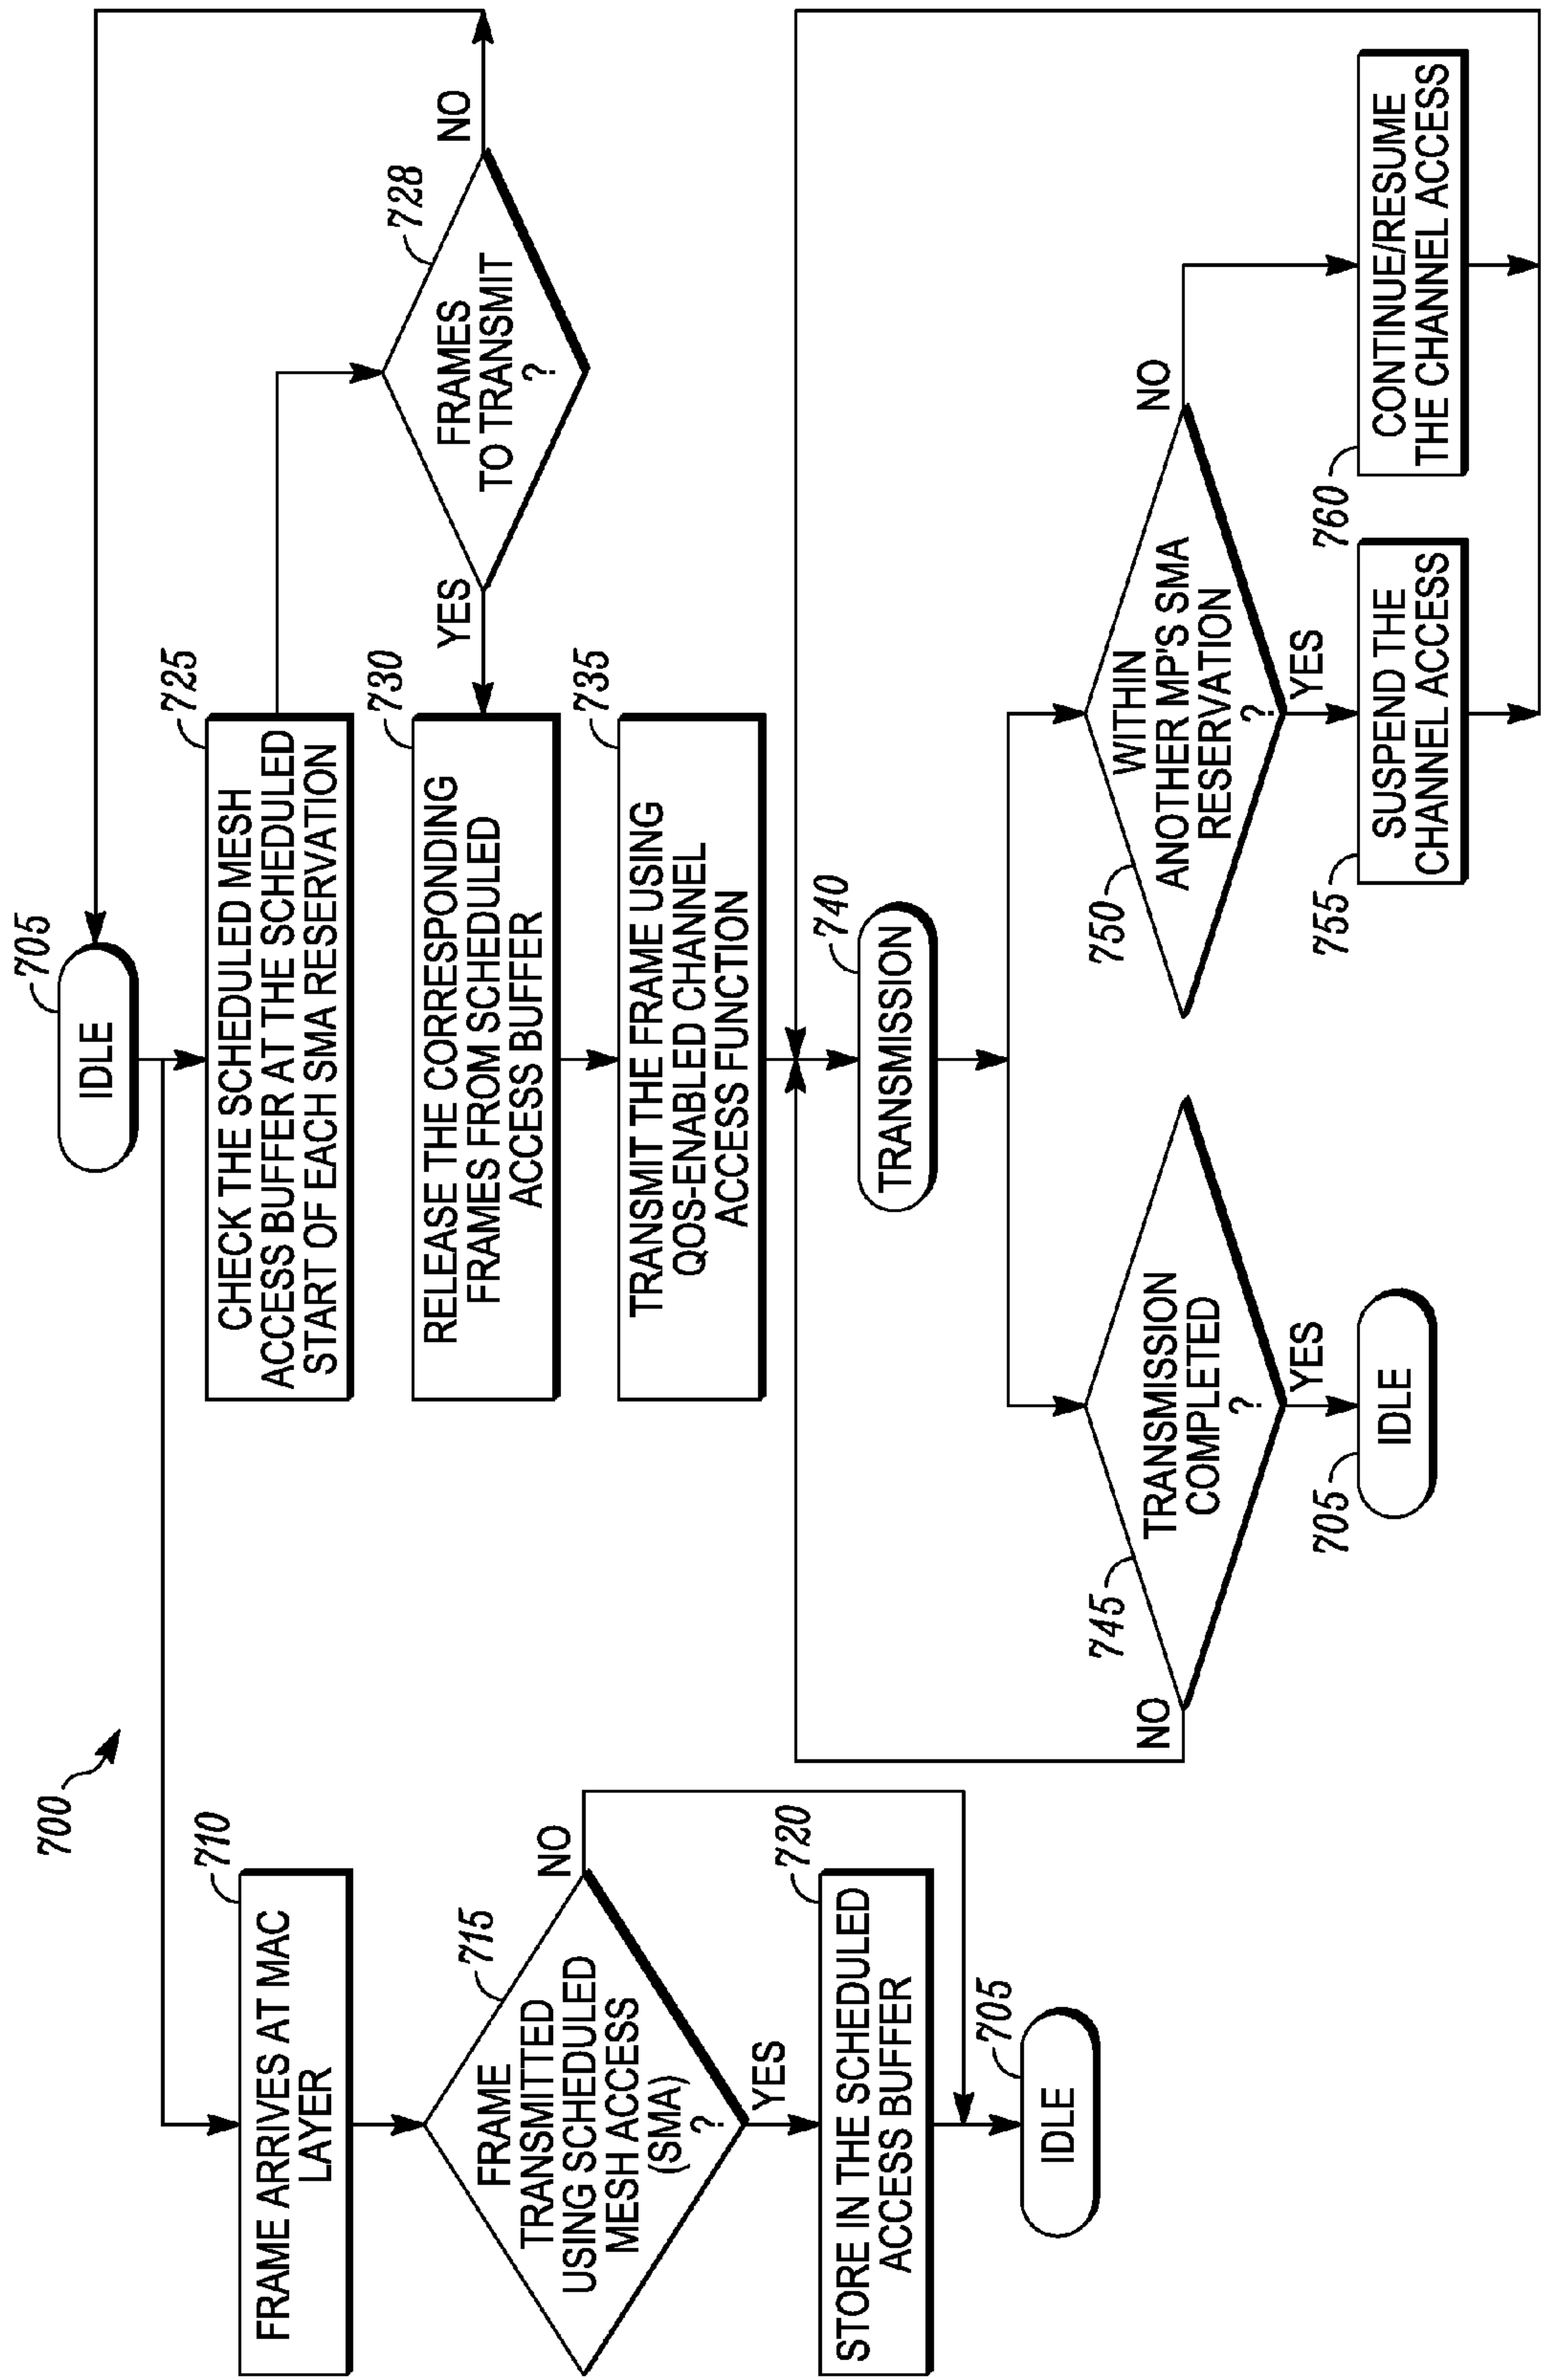 700
705
IDLE
710
FRAME ARRIVES AT MAC
LAYER
715
FRAME
TRANSMITTED
USING SCHEDULED
MESH ACCESS
(SMA)
?
NO
YES
720
STORE IN THE SCHEDULED
ACCESS BUFFER
705
IDLE
725
CHECK THE SCHEDULED MESH
ACCESS BUFFER AT THE SCHEDULED
START OF EACH SMA RESERVATION
728
FRAMES
TO TRANSMIT
?
NO
YES
730
RELEASE THE CORRESPONDING
FRAMES FROM SCHEDULED
ACCESS BUFFER
735
TRANSMIT THE FRAME USING
QOS-ENABLED CHANNEL
ACCESS FUNCTION
740
TRANSMISSION
745
TRANSMISSION
COMPLETED
?
NO
YES
705
IDLE
750
WITHIN
ANOTHER MP'S SMA
RESERVATION
?
NO
YES
755
SUSPEND THE
CHANNEL ACCESS
760
CONTINUE/RESUME
THE CHANNEL ACCESS